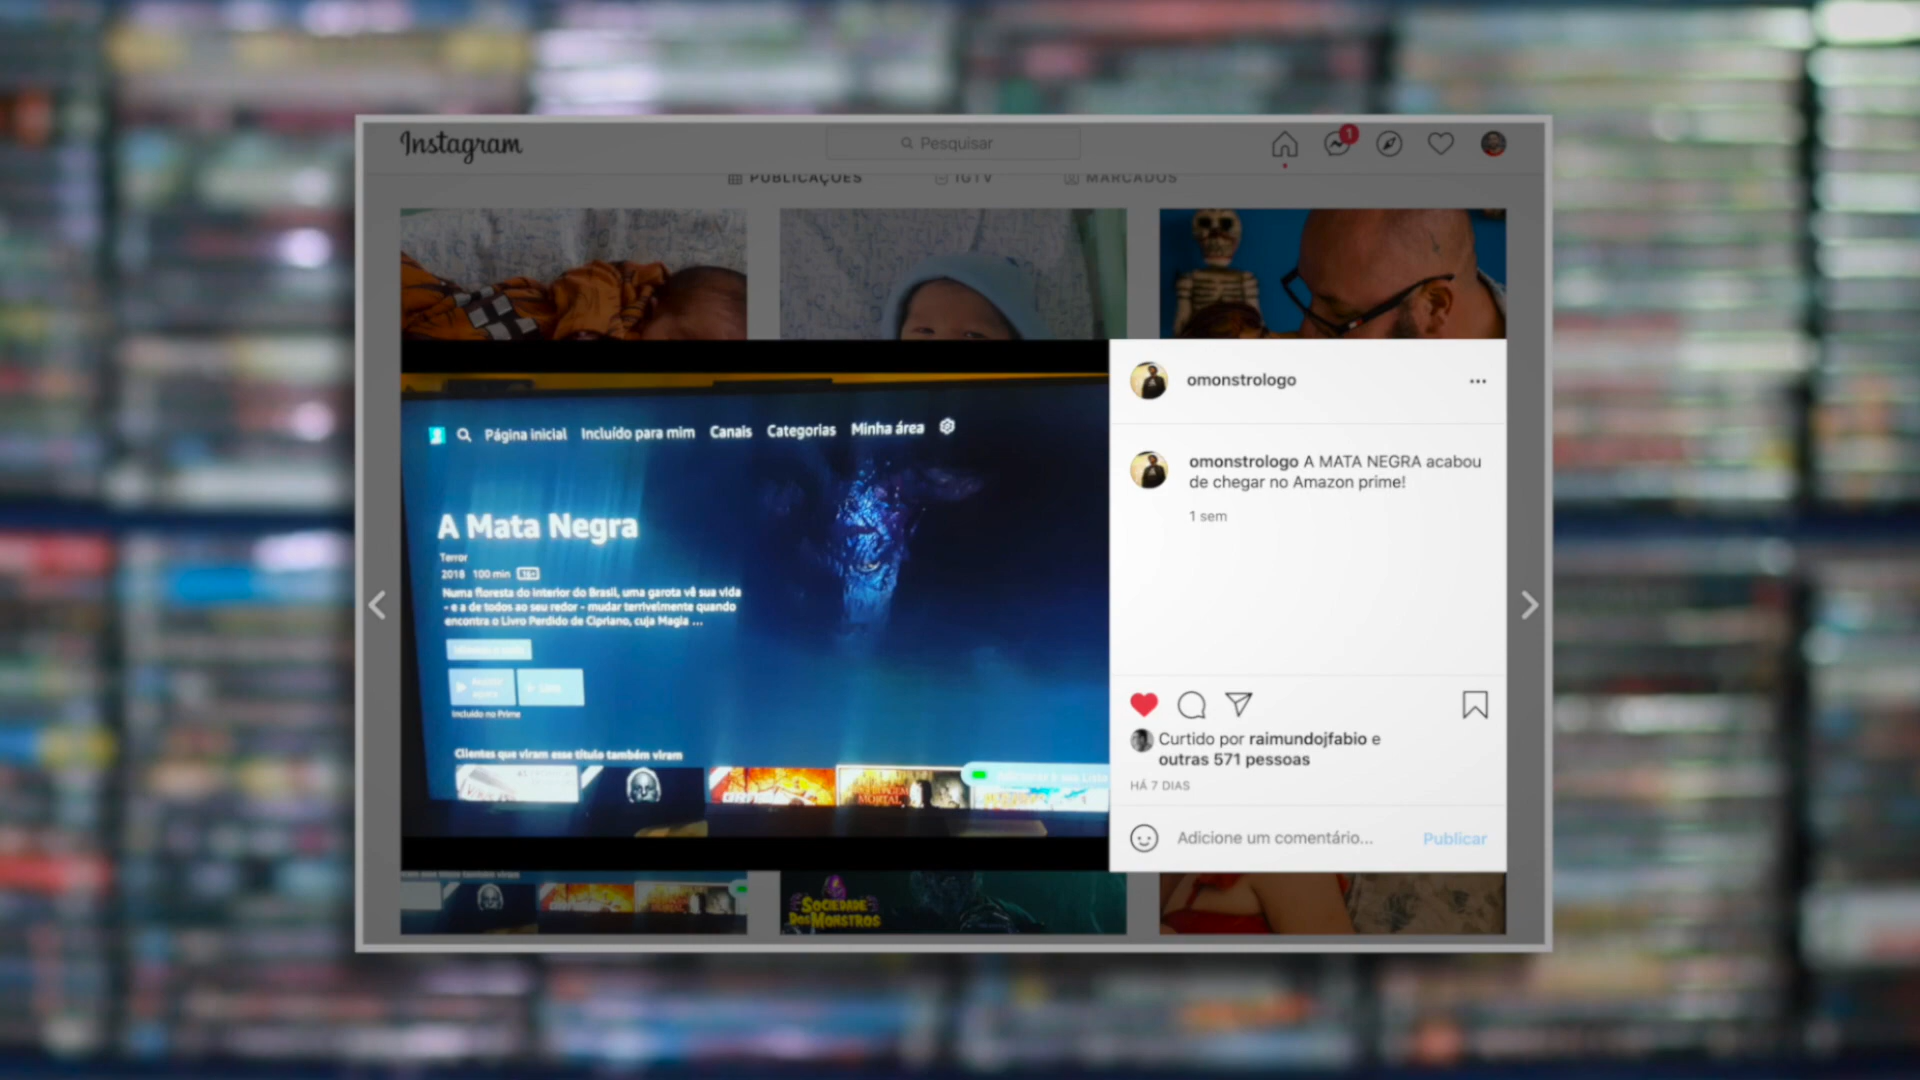 Instagram
Pesquisar
1
PUBLICAÇÕES
IGTV
MARCADOS
omonstrologo
omonstrologo A MATA NEGRA acabou
de chegar no Amazon prime!
1 sem
Página inicial Incluído para mim Canais Categorias Minha área
A Mata Negra
Terror
2018 100 min 18+
Numa floresta do interior do Brasil, uma garota vê sua vida
- e a de todos ao seu redor - mudar terrivelmente quando
encontra o Livro Perdido de Cipriano, cuja Magia ...
Incluído no Prime
Clientes que viram esse título também viram
MORTAL
Curtido por raimundojfabio e
outras 571 pessoas
HÁ 7 DIAS
Adicione um comentário...
Publicar
SOCIEDADE
DOS MONSTROS